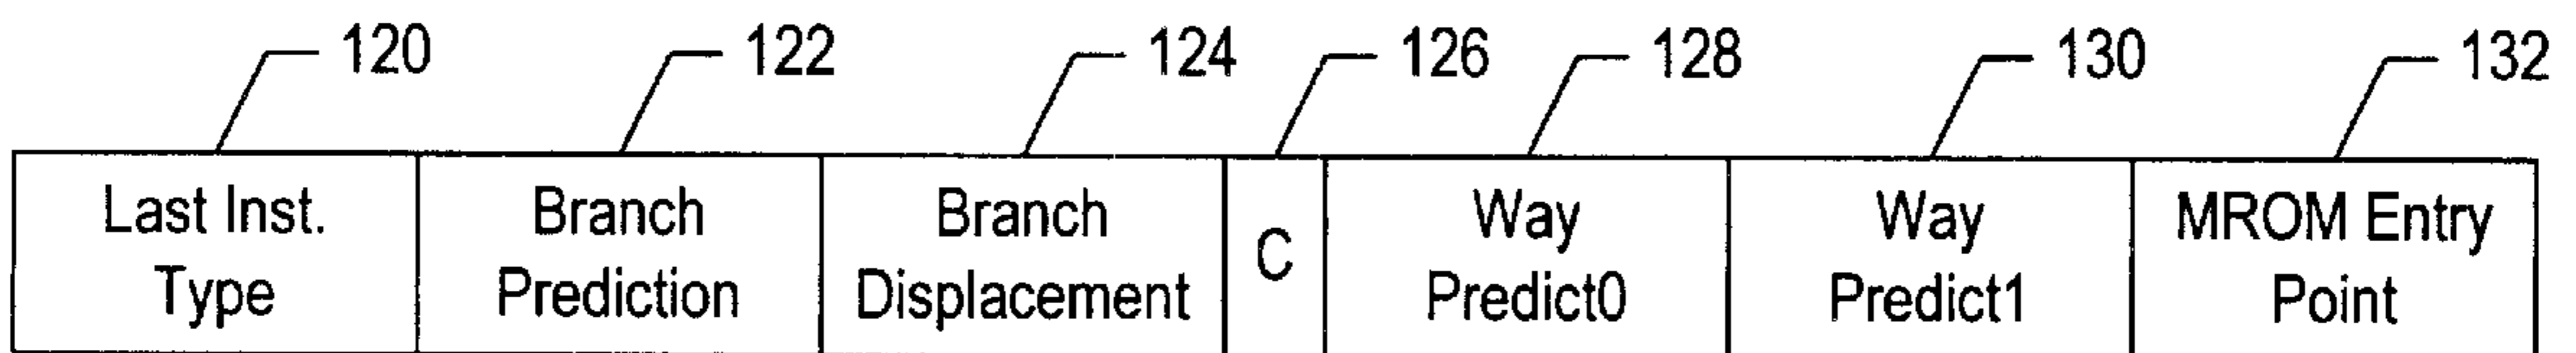 120 122 124 126 128 130 132
Last Inst. Branch Branch C Way Way MROM Entry
Type Prediction Displacement Predict0 Predict1 Point